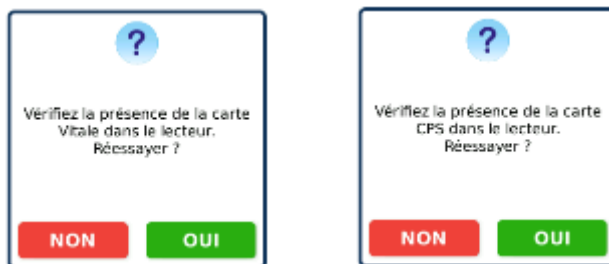 ?
Vérifiez la présence de la carte
Vitale dans le lecteur.
Réessayer ?
NON OUI
?
Vérifiez la présence de la carte
CPS dans le lecteur.
Réessayer ?
NON OUI